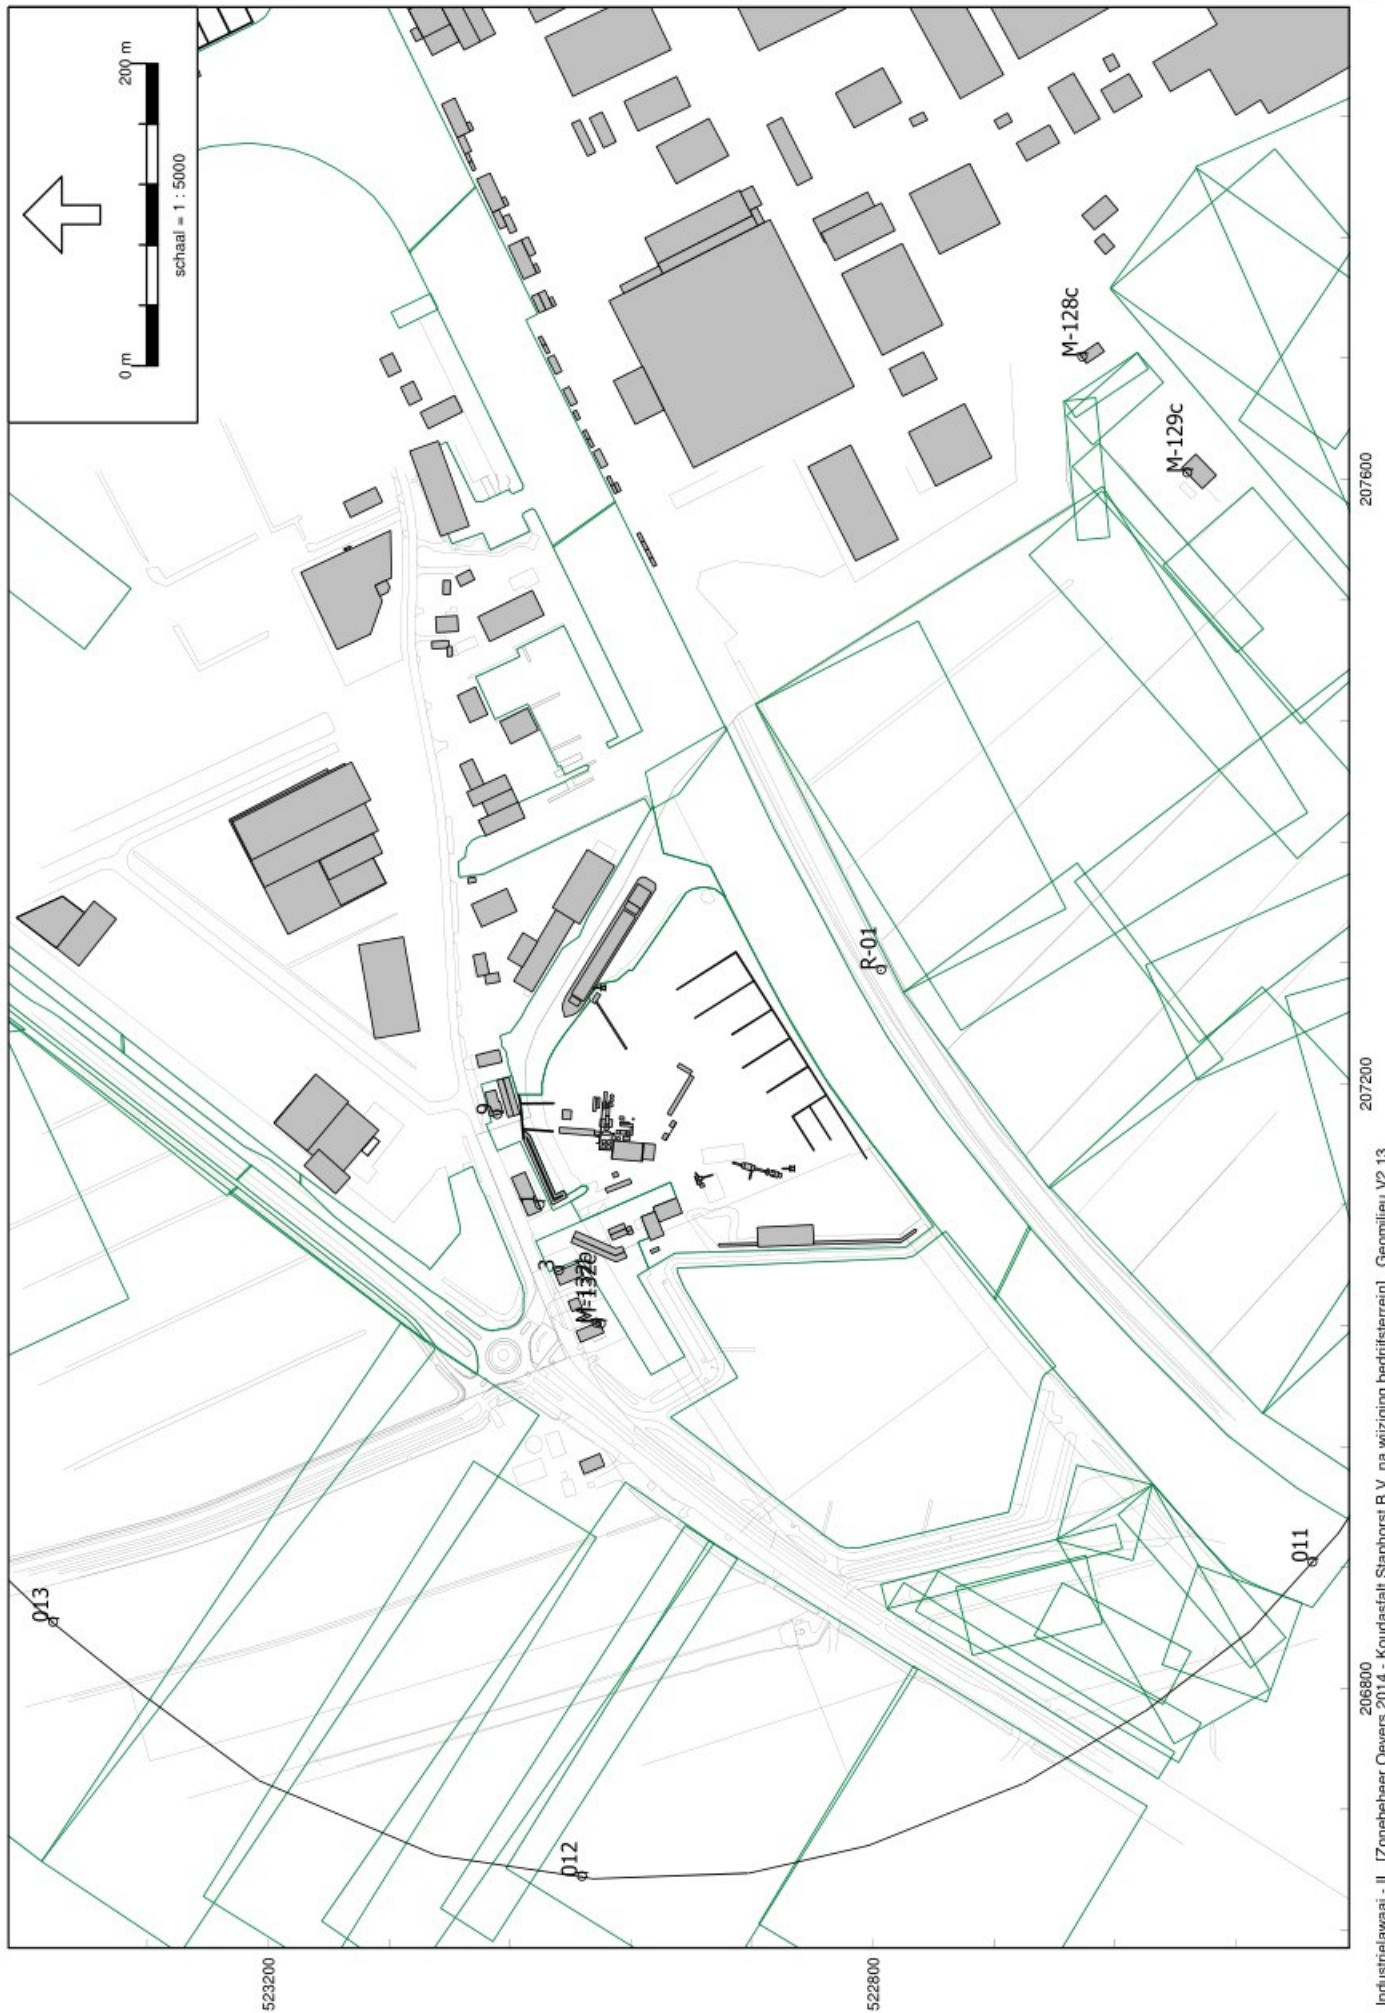 0 m
200 m
schaal = 1 : 5000
013
012
011
3
9
R-01
M-128c
M-129c
523200
522800
206800
207200
207600
Industrielawaai - IL, [Zonebeheer Oevers 2014 - Koudasfalt Staphorst B.V. na wijziging bedrijfsterrein] , Geomilieu V2.13